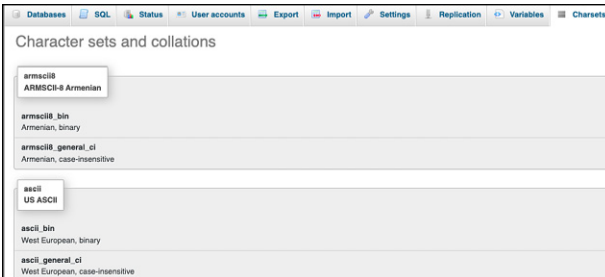 Databases SQL Status User accounts Export Import Settings Replication Variables Charsets
Character sets and collations
armscii8
ARMSCII-8 Armenian
armscii8_bin
Armenian, binary
armscii8_general_ci
Armenian, case-insensitive
ascii
US ASCII
ascii_bin
West European, binary
ascii_general_ci
West European, case-insensitive